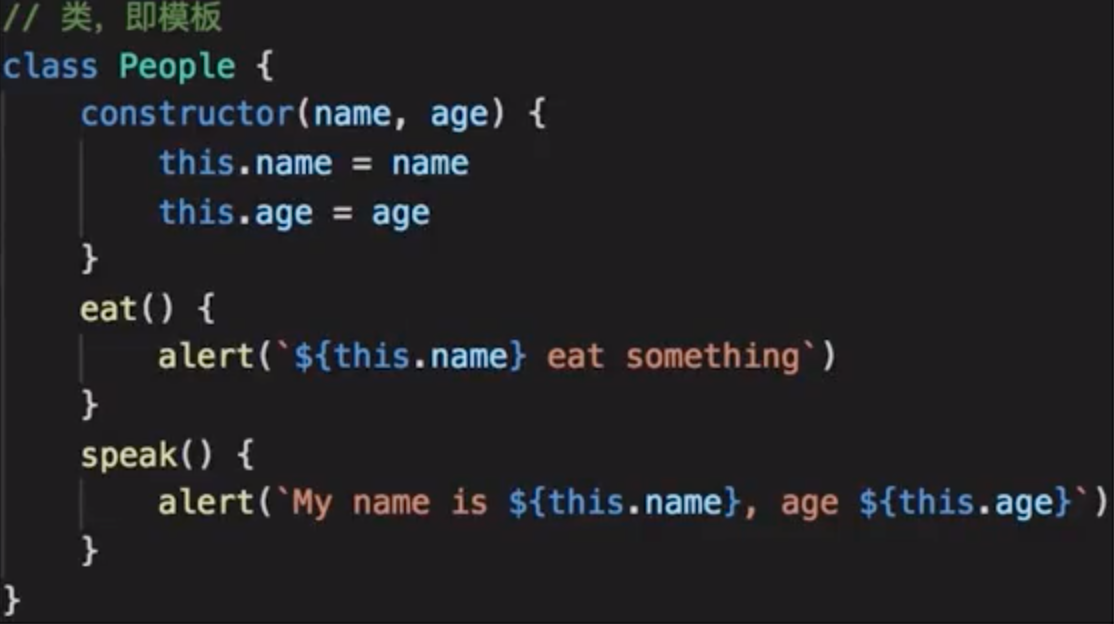 // 类，即模板
class People {
    constructor(name, age) {
        this.name = name
        this.age = age
    }
    eat() {
        alert(`${this.name} eat something`)
    }
    speak() {
        alert(`My name is ${this.name}, age ${this.age}`)
    }
}